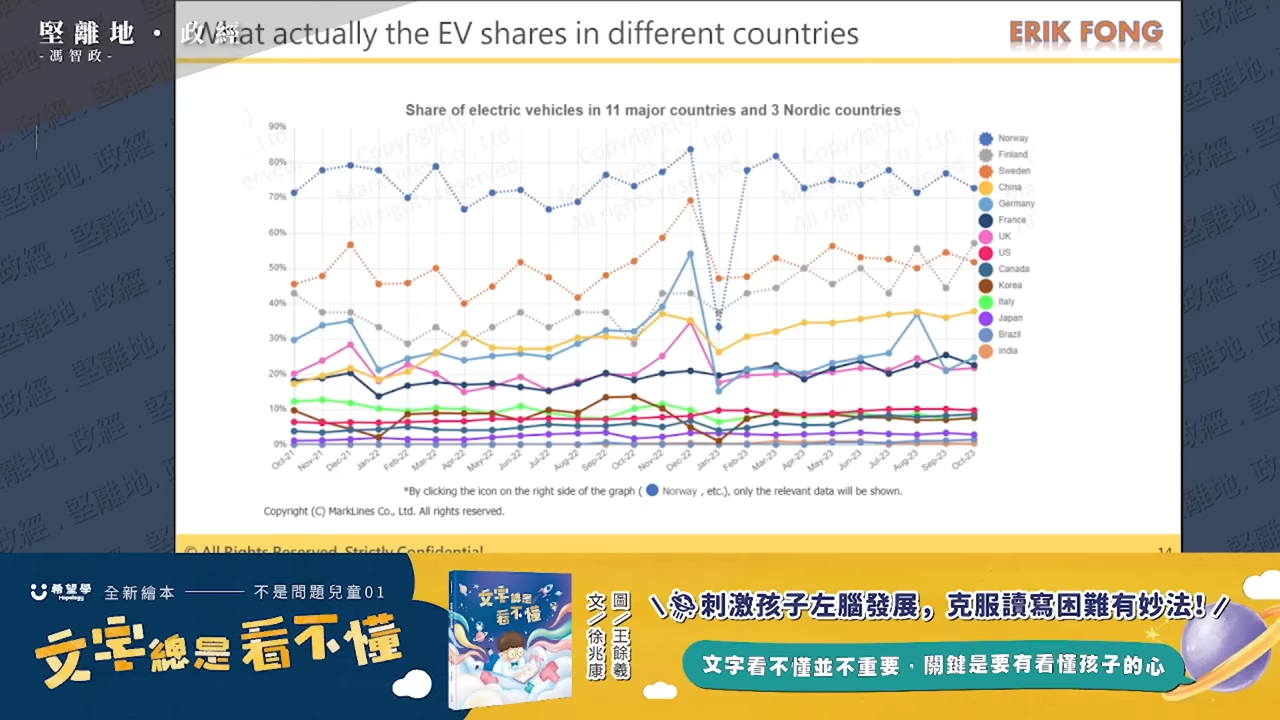 堅離地・政經
-馮智政-
What actually the EV shares in different countries
ERIK FONG
Share of electric vehicles in 11 major countries and 3 Nordic countries
90%
80%
70%
60%
50%
40%
30%
20%
10%
0%
Oct-21
Nov-21
Dec-21
Jan-22
Feb-22
Mar-22
Apr-22
May-22
Jun-22
Jul-22
Aug-22
Sep-22
Oct-22
Nov-22
Dec-22
Jan-23
Feb-23
Mar-23
Apr-23
May-23
Jun-23
Jul-23
Aug-23
Sep-23
Oct-23
Norway
Finland
Sweden
China
Germany
France
UK
US
Canada
Korea
Italy
Japan
Brazil
India
*By clicking the icon on the right side of the graph ( Norway , etc.), only the relevant data will be shown.
Copyright (C) MarkLines Co., Ltd. All rights reserved.
© All Rights Reserved. Strictly Confidential
14
希望學
Hopology
全新繪本
不是問題兒童01
文字總是看不懂
文字總是
看不懂
文／徐兆康
圖／王餘羲
刺激孩子左腦發展，克服讀寫困難有妙法！
文字看不懂並不重要，關鍵是要有看懂孩子的心